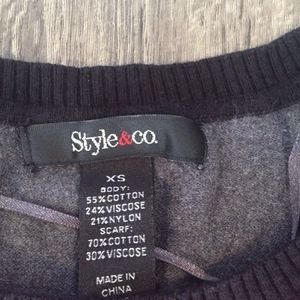 Style&co.
XS
BODY:
55%COTTON
24%VISCOSE
21%NYLON
SCARF:
70%COTTON
30%VISCOSE
MADE IN
CHINA